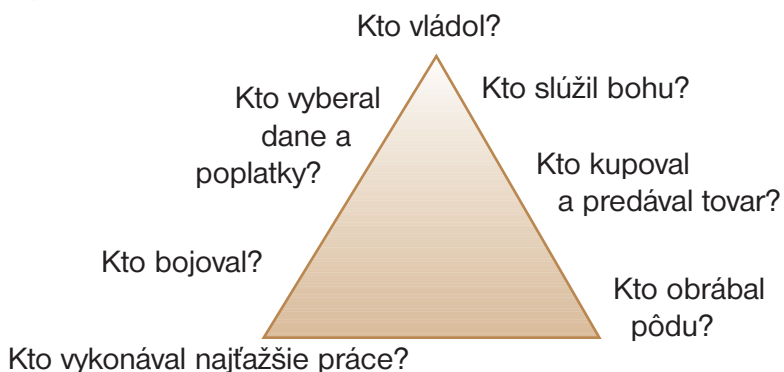 Kto vládol?
Kto slúžil bohu?
Kto vyberal
dane a
poplatky?
Kto kupoval
a predával tovar?
Kto bojoval?
Kto obrábal
pôdu?
Kto vykonával najťažšie práce?